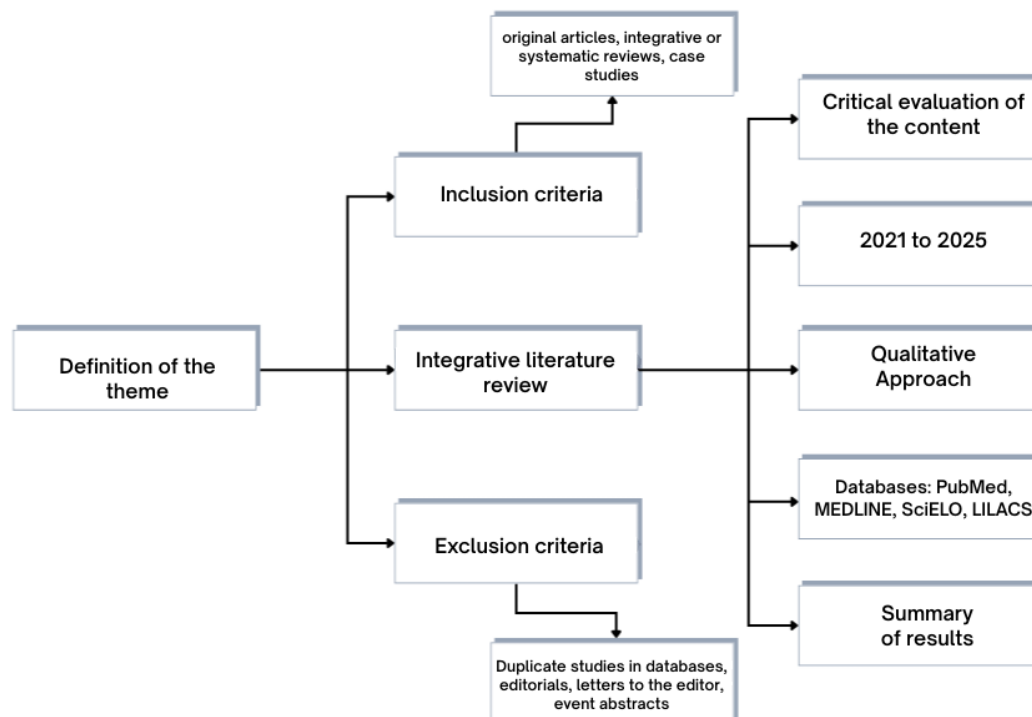 original articles, integrative or
systematic reviews, case
studies
Critical evaluation of
the content
Inclusion criteria
2021 to 2025
Definition of the
theme
Integrative literature
review
Qualitative
Approach
Databases: PubMed,
MEDLINE, SciELO, LILACS
Exclusion criteria
Summary
of results
Duplicate studies in databases,
editorials, letters to the editor,
event abstracts